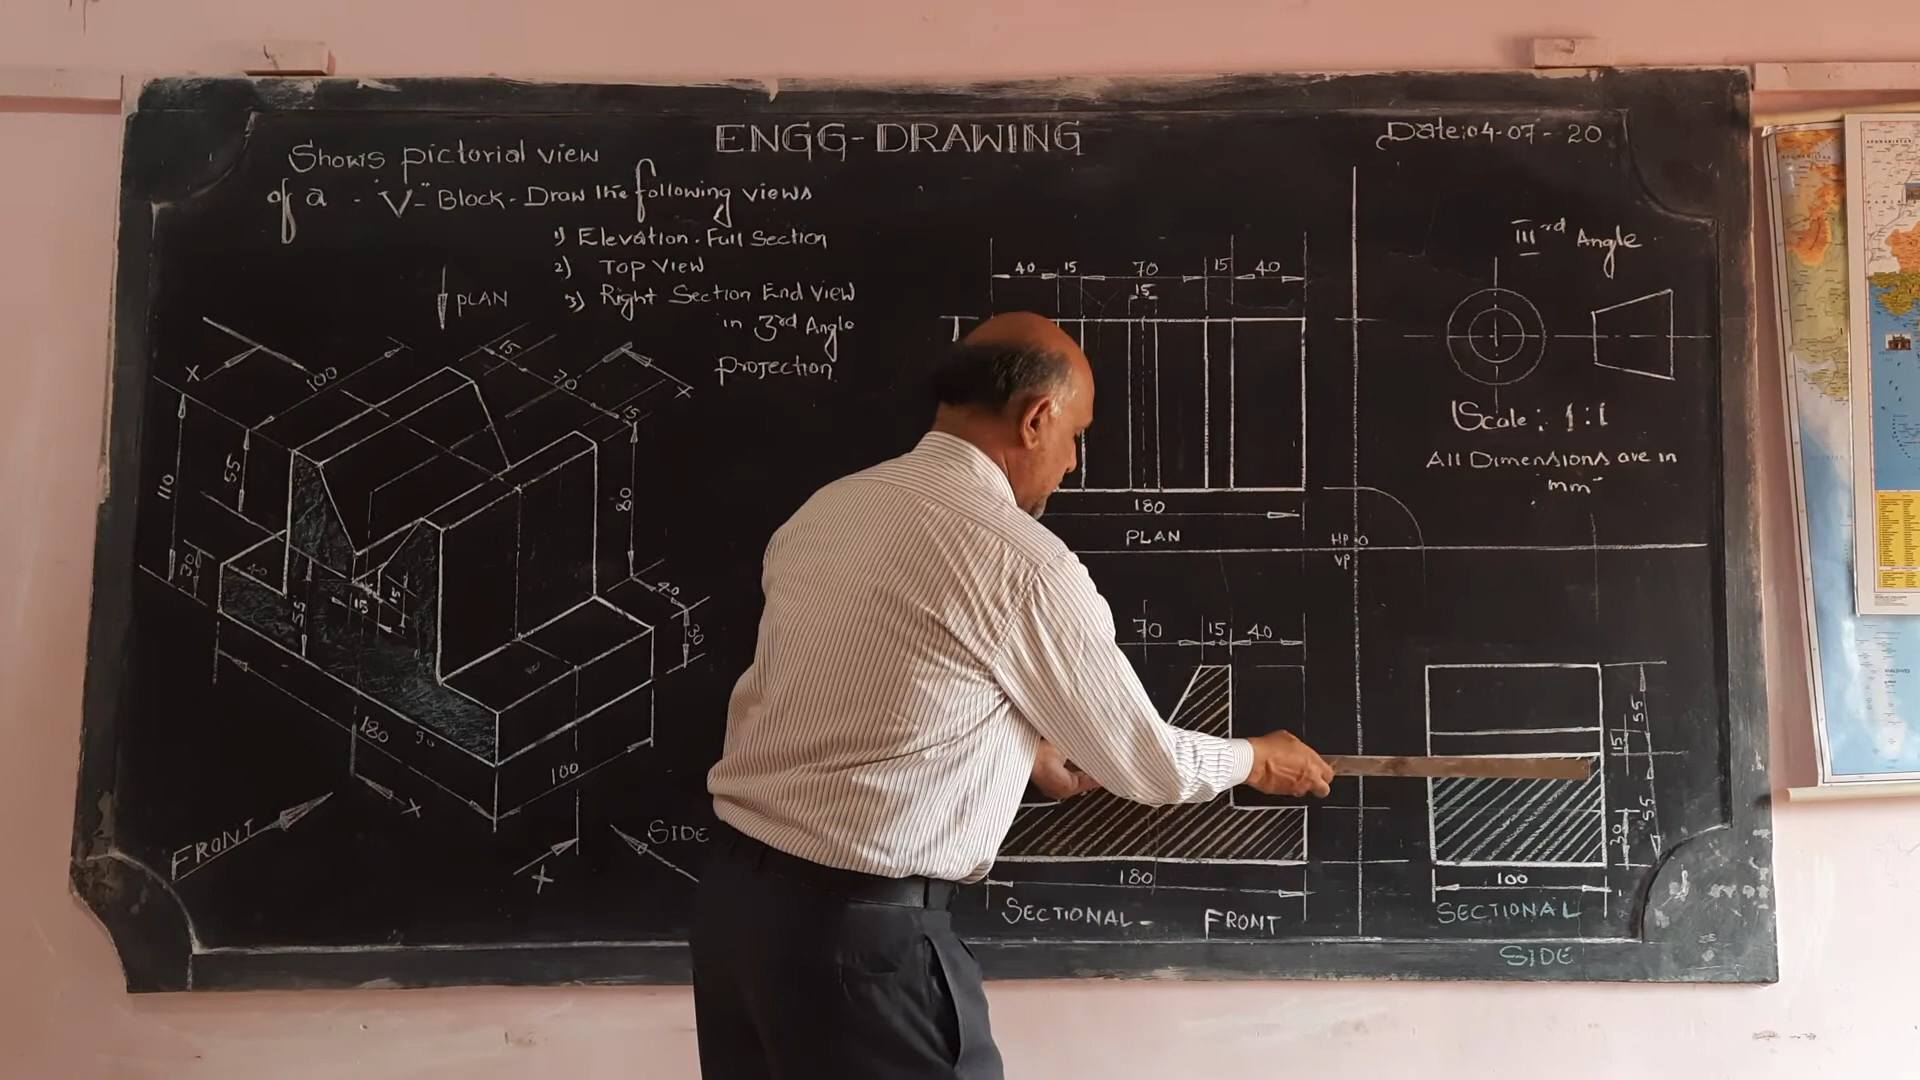 ENGG-DRAWING
Date:04-07-20
Shows pictorial view
of a - "V" Block - Draw the following views
1) Elevation. Full Section
2) Top View
3) Right Section End View
in 3rd Angle
projection.
PLAN
X
100
15
70
15
X
110
55
80
30
40
55
15
15
40
30
180
90
100
X
X
FRONT
SIDE
40 15 70 15 40
15
180
PLAN
HP O
VP
70 15 40
180
SECTIONAL - FRONT
IIIrd Angle
Scale: 1:1
All Dimensions are in
"mm"
55
15
55
30
100
SECTIONAL
SIDE